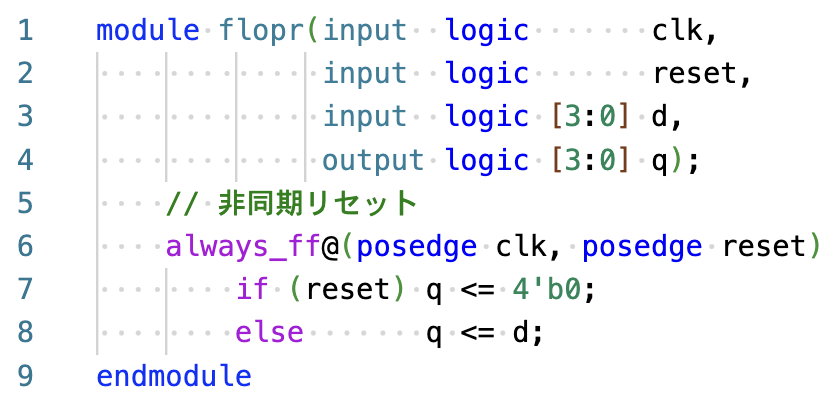 1 module flopr(input  logic       clk,
2              input  logic       reset,
3              input  logic [3:0] d,
4              output logic [3:0] q);
5     // 非同期リセット
6     always_ff@(posedge clk, posedge reset)
7         if (reset) q <= 4'b0;
8         else       q <= d;
9 endmodule